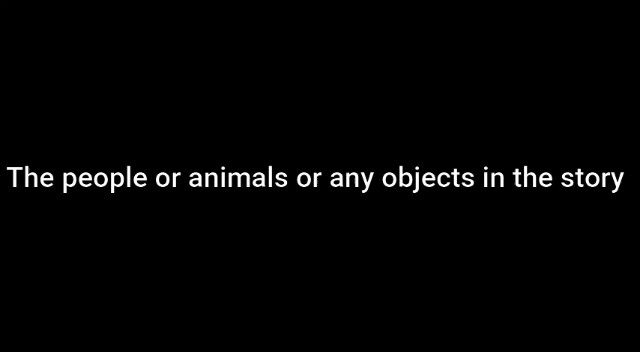 The people or animals or any objects in the story